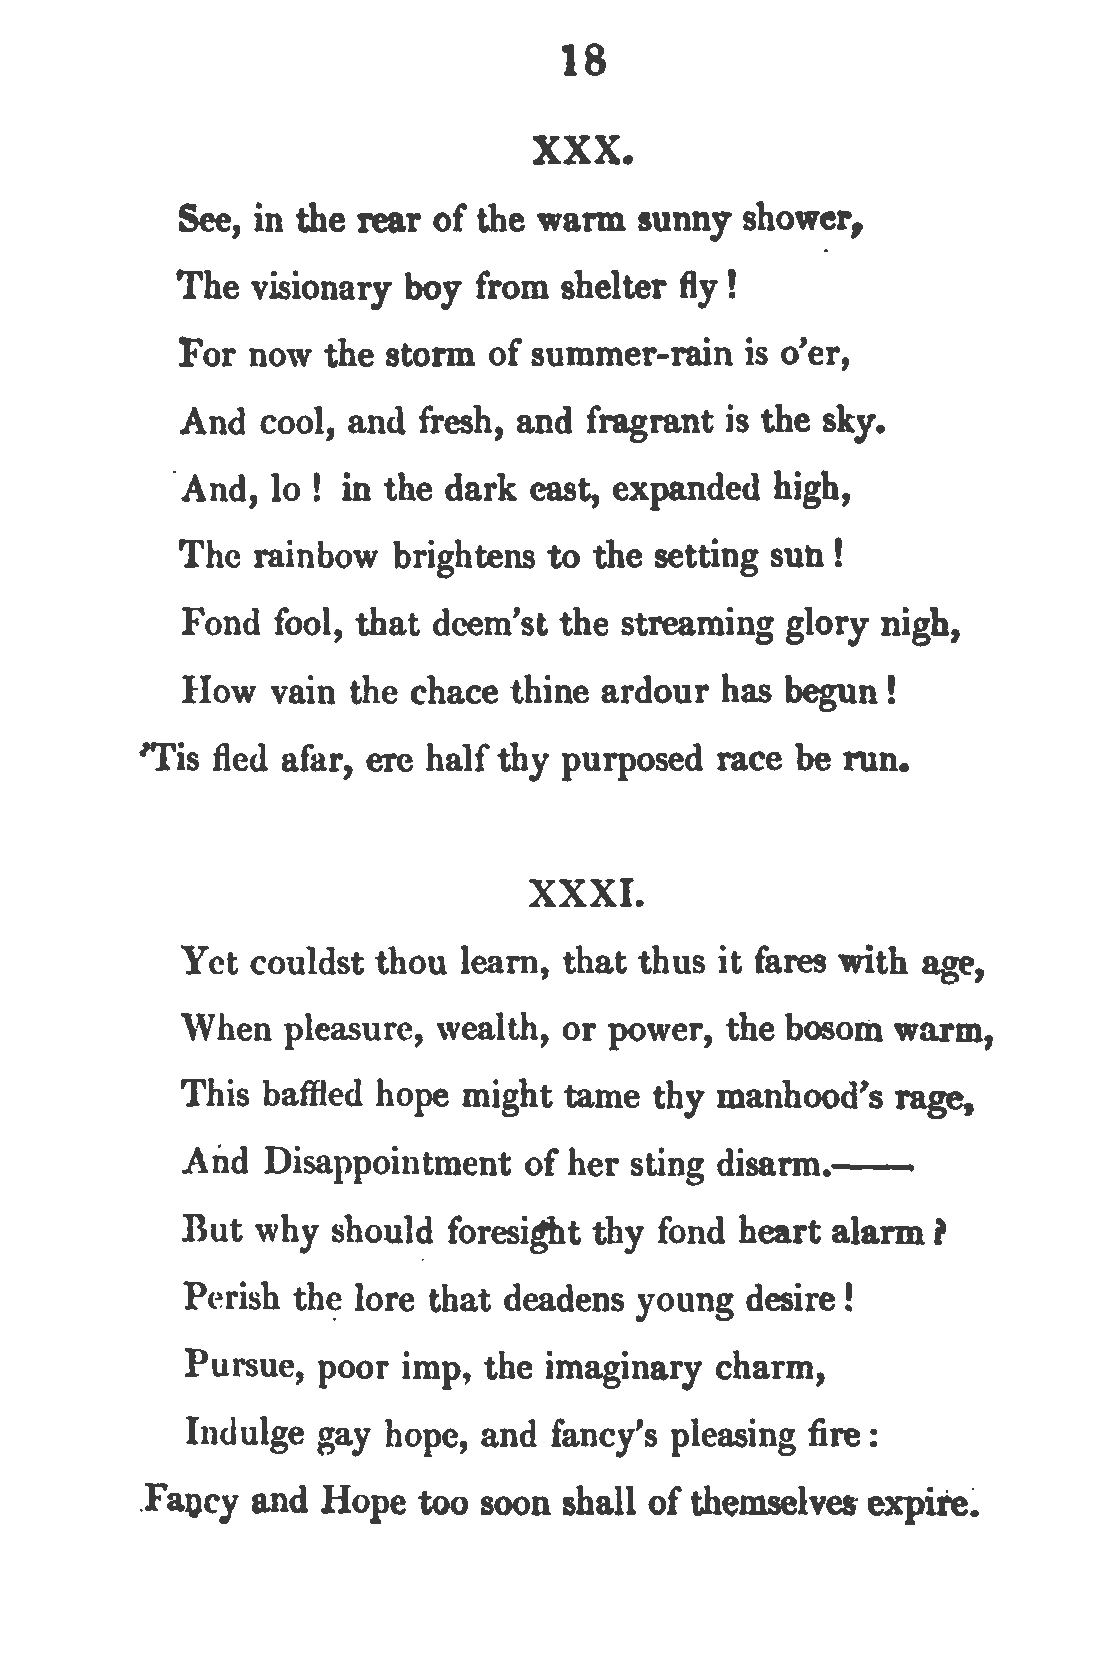 18
XXX.
See, in the rear of the warm sunny shower,
The visionary boy from shelter fly !
For now the storm of summer-rain is o'er,
And cool, and fresh, and fragrant is the sky.
And, lo ! in the dark east, expanded high,
The rainbow brightens to the setting sun !
Fond fool, that deem'st the streaming glory nigh,
How vain the chace thine ardour has begun !
'Tis fled afar, ere half thy purposed race be run.
XXXI.
Yet couldst thou learn, that thus it fares with age,
When pleasure, wealth, or power, the bosom warm,
This baffled hope might tame thy manhood's rage,
And Disappointment of her sting disarm.——
But why should foresight thy fond heart alarm ?
Perish the lore that deadens young desire !
Pursue, poor imp, the imaginary charm,
Indulge gay hope, and fancy's pleasing fire :
Fancy and Hope too soon shall of themselves expire.